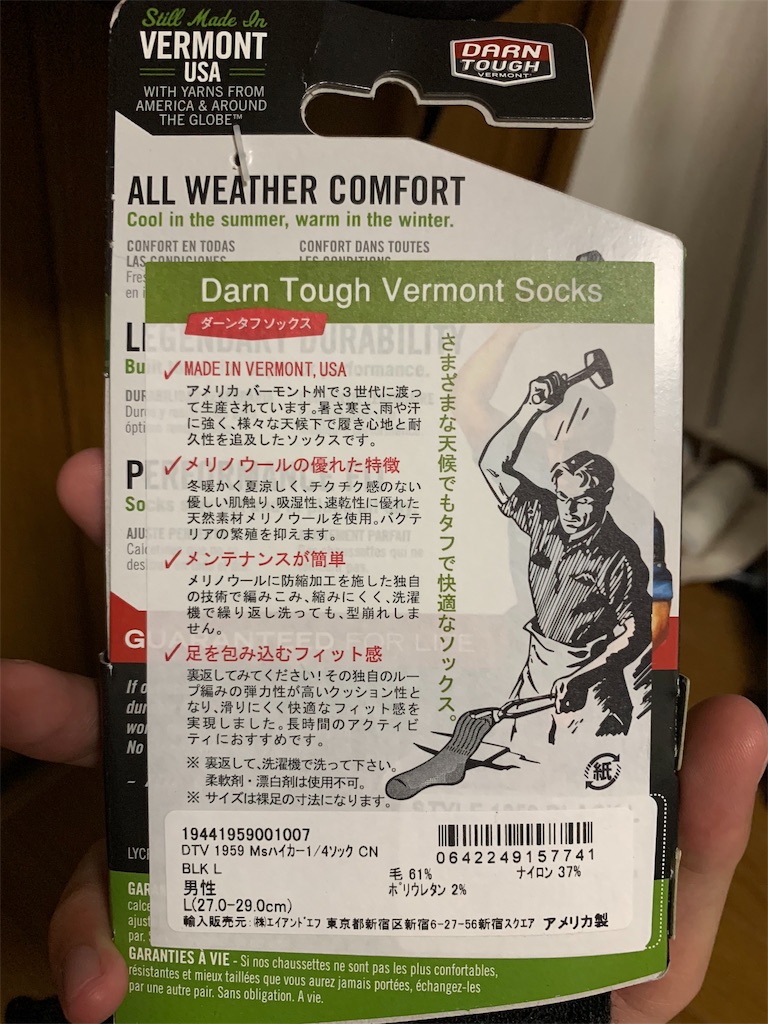 Still Made In
VERMONT
USA
WITH YARNS FROM
AMERICA & AROUND
THE GLOBE™
DARN
TOUGH
VERMONT
ALL WEATHER COMFORT
Cool in the summer, warm in the winter.
CONFORT EN TODAS
LAS CONDICIONES
CONFORT DANS TOUTES
LES CONDITIONS
Darn Tough Vermont Socks
ダーンタフソックス
LEGENDARY DURABILITY
さまざまな天候でもタフで快適なソックス。
✓MADE IN VERMONT, USA
アメリカ バーモント州で3世代に渡っ
て生産されています。暑さ寒さ、雨や汗
に強く、様々な天候下で履き心地と耐
久性を追及したソックスです。
✓メリノウールの優れた特徴
冬暖かく夏涼しく、チクチク感のない
優しい肌触り、吸湿性、速乾性に優れた
天然素材メリノウールを使用。バクテ
リアの繁殖を抑えます。
✓メンテナンスが簡単
メリノウールに防縮加工を施した独自
の技術で編みこみ、縮みにくく、洗濯
機で繰り返し洗っても、型崩れしま
せん。
GUARANTEED FOR LIFE
✓足を包み込むフィット感
裏返してみてください!その独自のルー
プ編みの弾力性が高いクッション性と
なり、滑りにくく快適なフィット感を
実現しました。長時間のアクティビ
ティにおすすめです。
※ 裏返して、洗濯機で洗って下さい。
柔軟剤・漂白剤は使用不可。
※ サイズは裸足の寸法になります。
紙
19441959001007
DTV 1959 Msハイカー1/4ソック CN
BLK L
男性
L(27.0-29.0cm)
0642249157741
毛 61% ナイロン 37%
ポリウレタン 2%
輸入販売元:㈱エイアンドエフ 東京都新宿区新宿6-27-56新宿スクエア アメリカ製
GARANTIES À VIE - Si nos chaussettes ne sont pas les plus confortables,
résistantes et mieux taillées que vous aurez jamais portées, échangez-les
par une autre pair. Sans obligation. A vie.